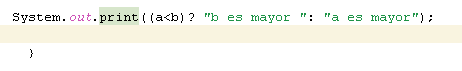 System.out.print((a<b)? "b es mayor ": "a es mayor");
}